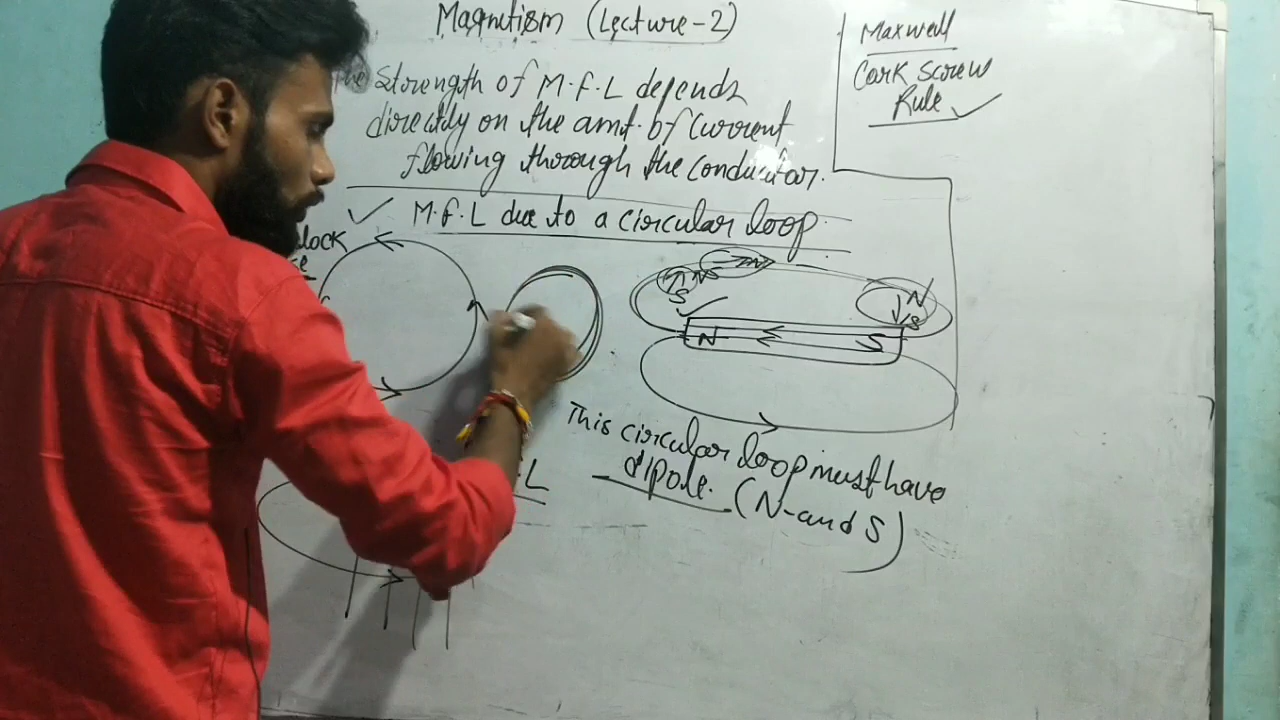 Magnetism (Lecture-2)
The Strength of M.F.L depends
directly on the amt. of current
flowing through the conductor.
M.F.L due to a circular loop.
Maxwell
Cork Screw
Rule
lock
e
N
S
N
S
N
S
N
S
L
This circular loop must have
dipole. (N-and S)